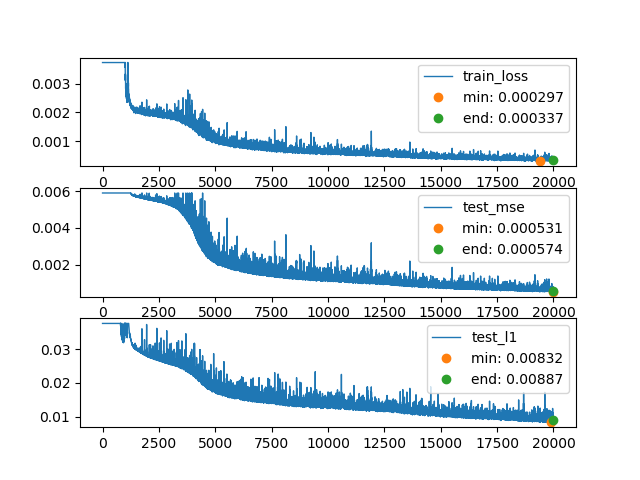 train_loss
min: 0.000297
end: 0.000337
0.003
0.002
0.001
0 2500 5000 7500 10000 12500 15000 17500 20000
test_mse
min: 0.000531
end: 0.000574
0.006
0.004
0.002
0 2500 5000 7500 10000 12500 15000 17500 20000
test_l1
min: 0.00832
end: 0.00887
0.03
0.02
0.01
0 2500 5000 7500 10000 12500 15000 17500 20000